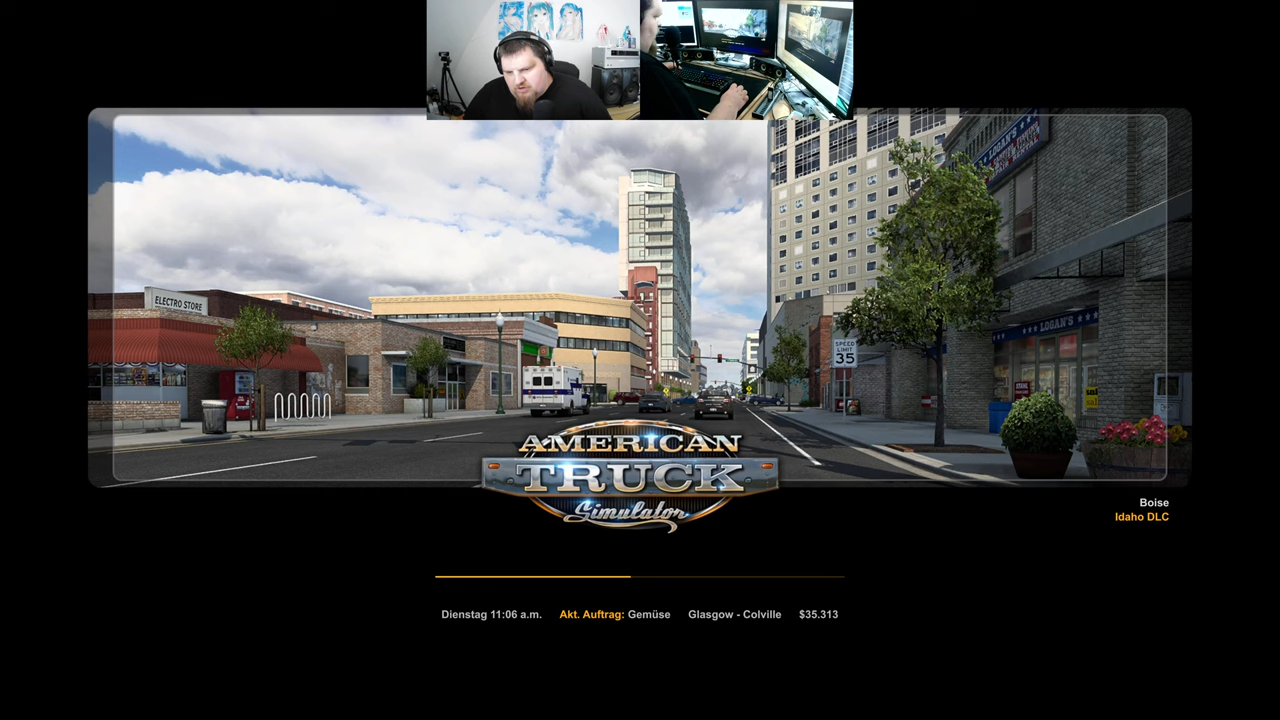 ELECTRO STORE
LOGAN'S
SPEED
LIMIT
35
LOGAN'S
AMERICAN
TRUCK
Simulator
Boise
Idaho DLC
Dienstag 11:06 a.m. Akt. Auftrag: Gemüse Glasgow - Colville $35.313